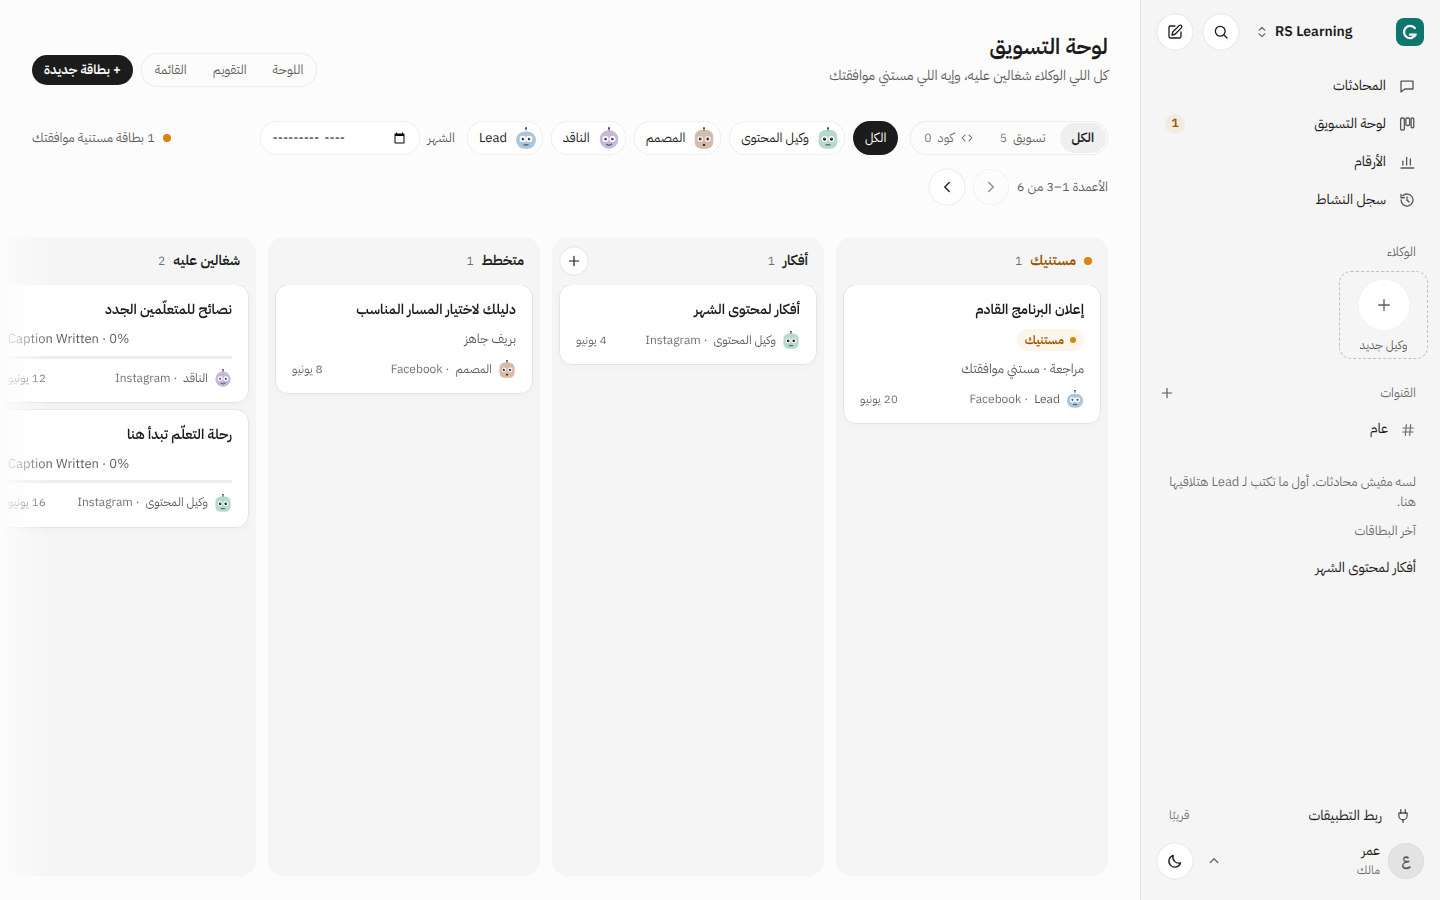 RS Learning
المحادثات
لوحة التسويق
1
الأرقام
سجل النشاط
الوكلاء
وكيل جديد
القنوات
عام
لسه مفيش محادثات. أول ما تكتب لـ Lead هتلاقيها
هنا.
آخر البطاقات
أفكار لمحتوى الشهر
ربط التطبيقات
قريبًا
ع
عمر
مالك
لوحة التسويق
كل اللي الوكلاء شغالين عليه، وإيه اللي مستني موافقتك
اللوحة
التقويم
القائمة
+ بطاقة جديدة
الكل
تسويق 5
كود 0
الكل
وكيل المحتوى
المصمم
الناقد
Lead
الشهر
--------- ----
1 بطاقة مستنية موافقتك
الأعمدة 1–3 من 6
مستنيك 1
إعلان البرنامج القادم
مستنيك
مراجعة · مستني موافقتك
Lead · Facebook
20 يونيو
أفكار 1
أفكار لمحتوى الشهر
وكيل المحتوى · Instagram
4 يونيو
متخطط 1
دليلك لاختيار المسار المناسب
بريف جاهز
المصمم · Facebook
8 يونيو
شغالين عليه 2
نصائح للمتعلّمين الجدد
Caption Written · 0%
الناقد · Instagram
12 يونيو
رحلة التعلّم تبدأ هنا
Caption Written · 0%
وكيل المحتوى · Instagram
16 يونيو